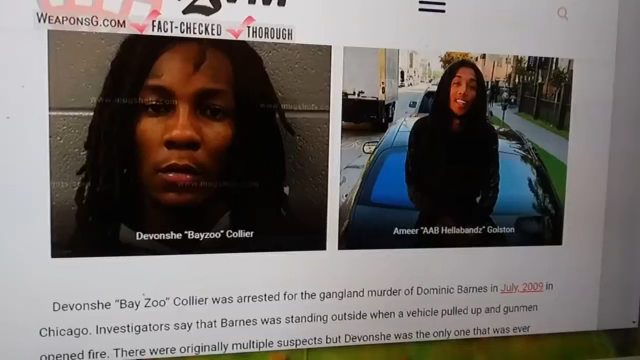 WEAPONSG.COM FACT-CHECKED THOROUGH
www.mugshots.com
Devonshe "Bayzoo" Collier
Ameer "AAB Hellabandz" Golston
Devonshe "Bay Zoo" Collier was arrested for the gangland murder of Dominic Barnes in July, 2009 in
Chicago. Investigators say that Barnes was standing outside when a vehicle pulled up and gunmen
opened fire. There were originally multiple suspects but Devonshe was the only one that was ever